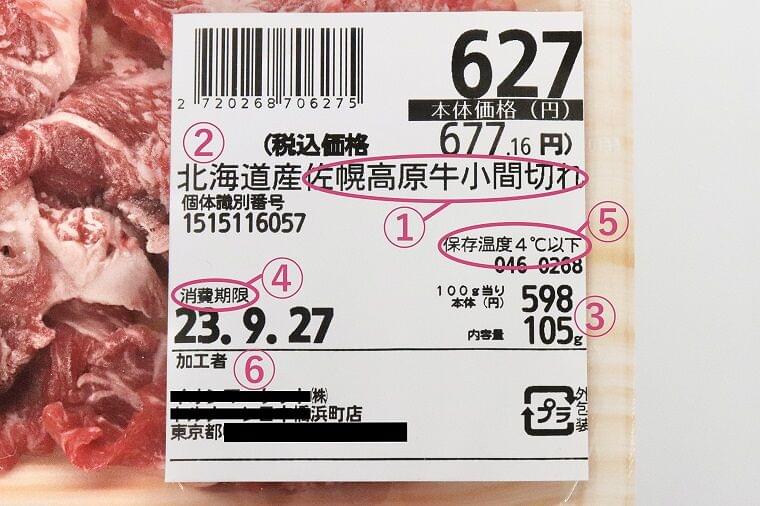 627
2 720268 706275
本体価格(円)
(税込価格 677.16 円)
②
北海道産佐幌高原牛小間切れ
①
個体識別番号
1515116057
保存温度4℃以下
⑤
046 0268
消費期限
④
23.9.27
100g当り
本体(円) 598
内容量 105g
③
加工者
⑥
㈱
浜町店
東京都
プラ
外包装